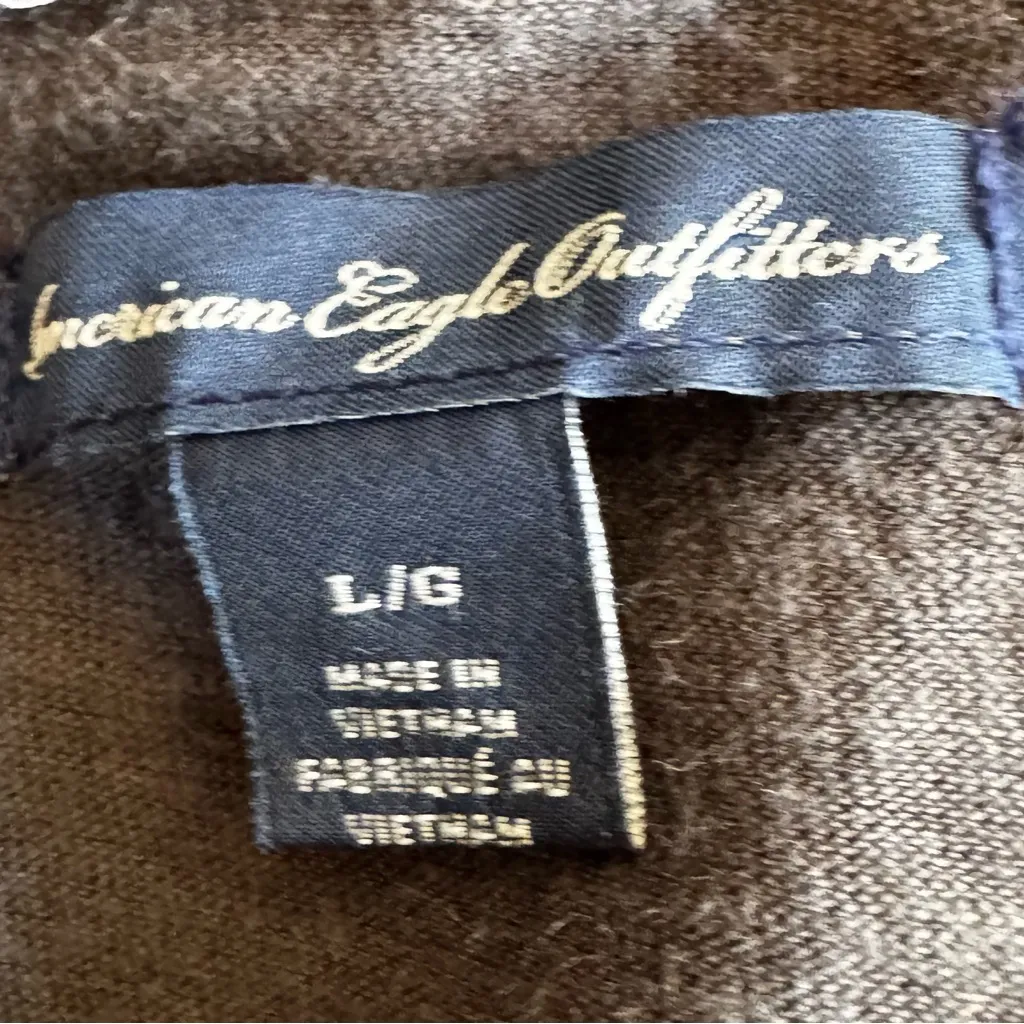 American Eagle Outfitters
L/G
MADE IN
VIETNAM
FABRIQUÉ AU
VIETNAM